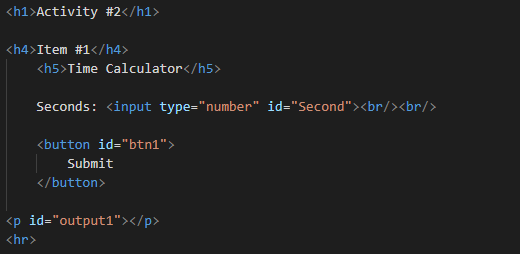 <h1>Activity #2</h1>
<h4>Item #1</h4>
<h5>Time Calculator</h5>
Seconds: <input type="number" id="Second"><br/><br/>
<button id="btn1">
Submit
</button>
<p id="output1"></p>
<hr>